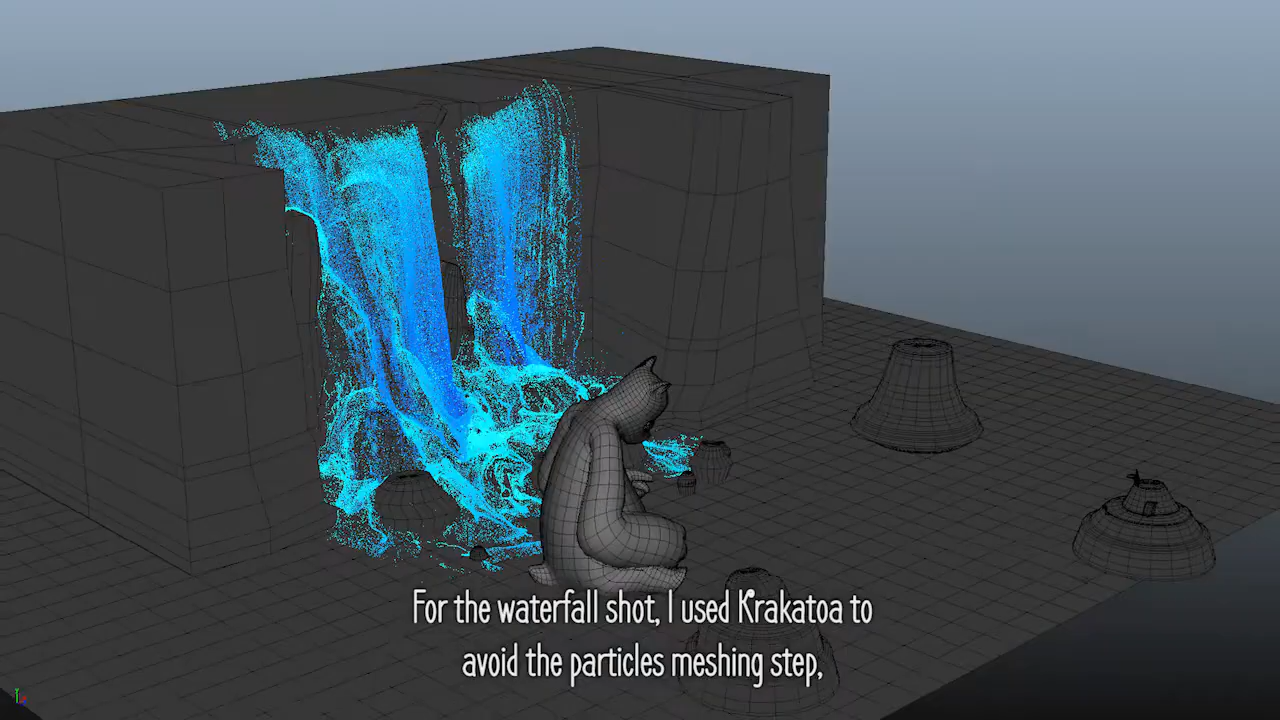 For the waterfall shot, I used Krakatoa to
avoid the particles meshing step,